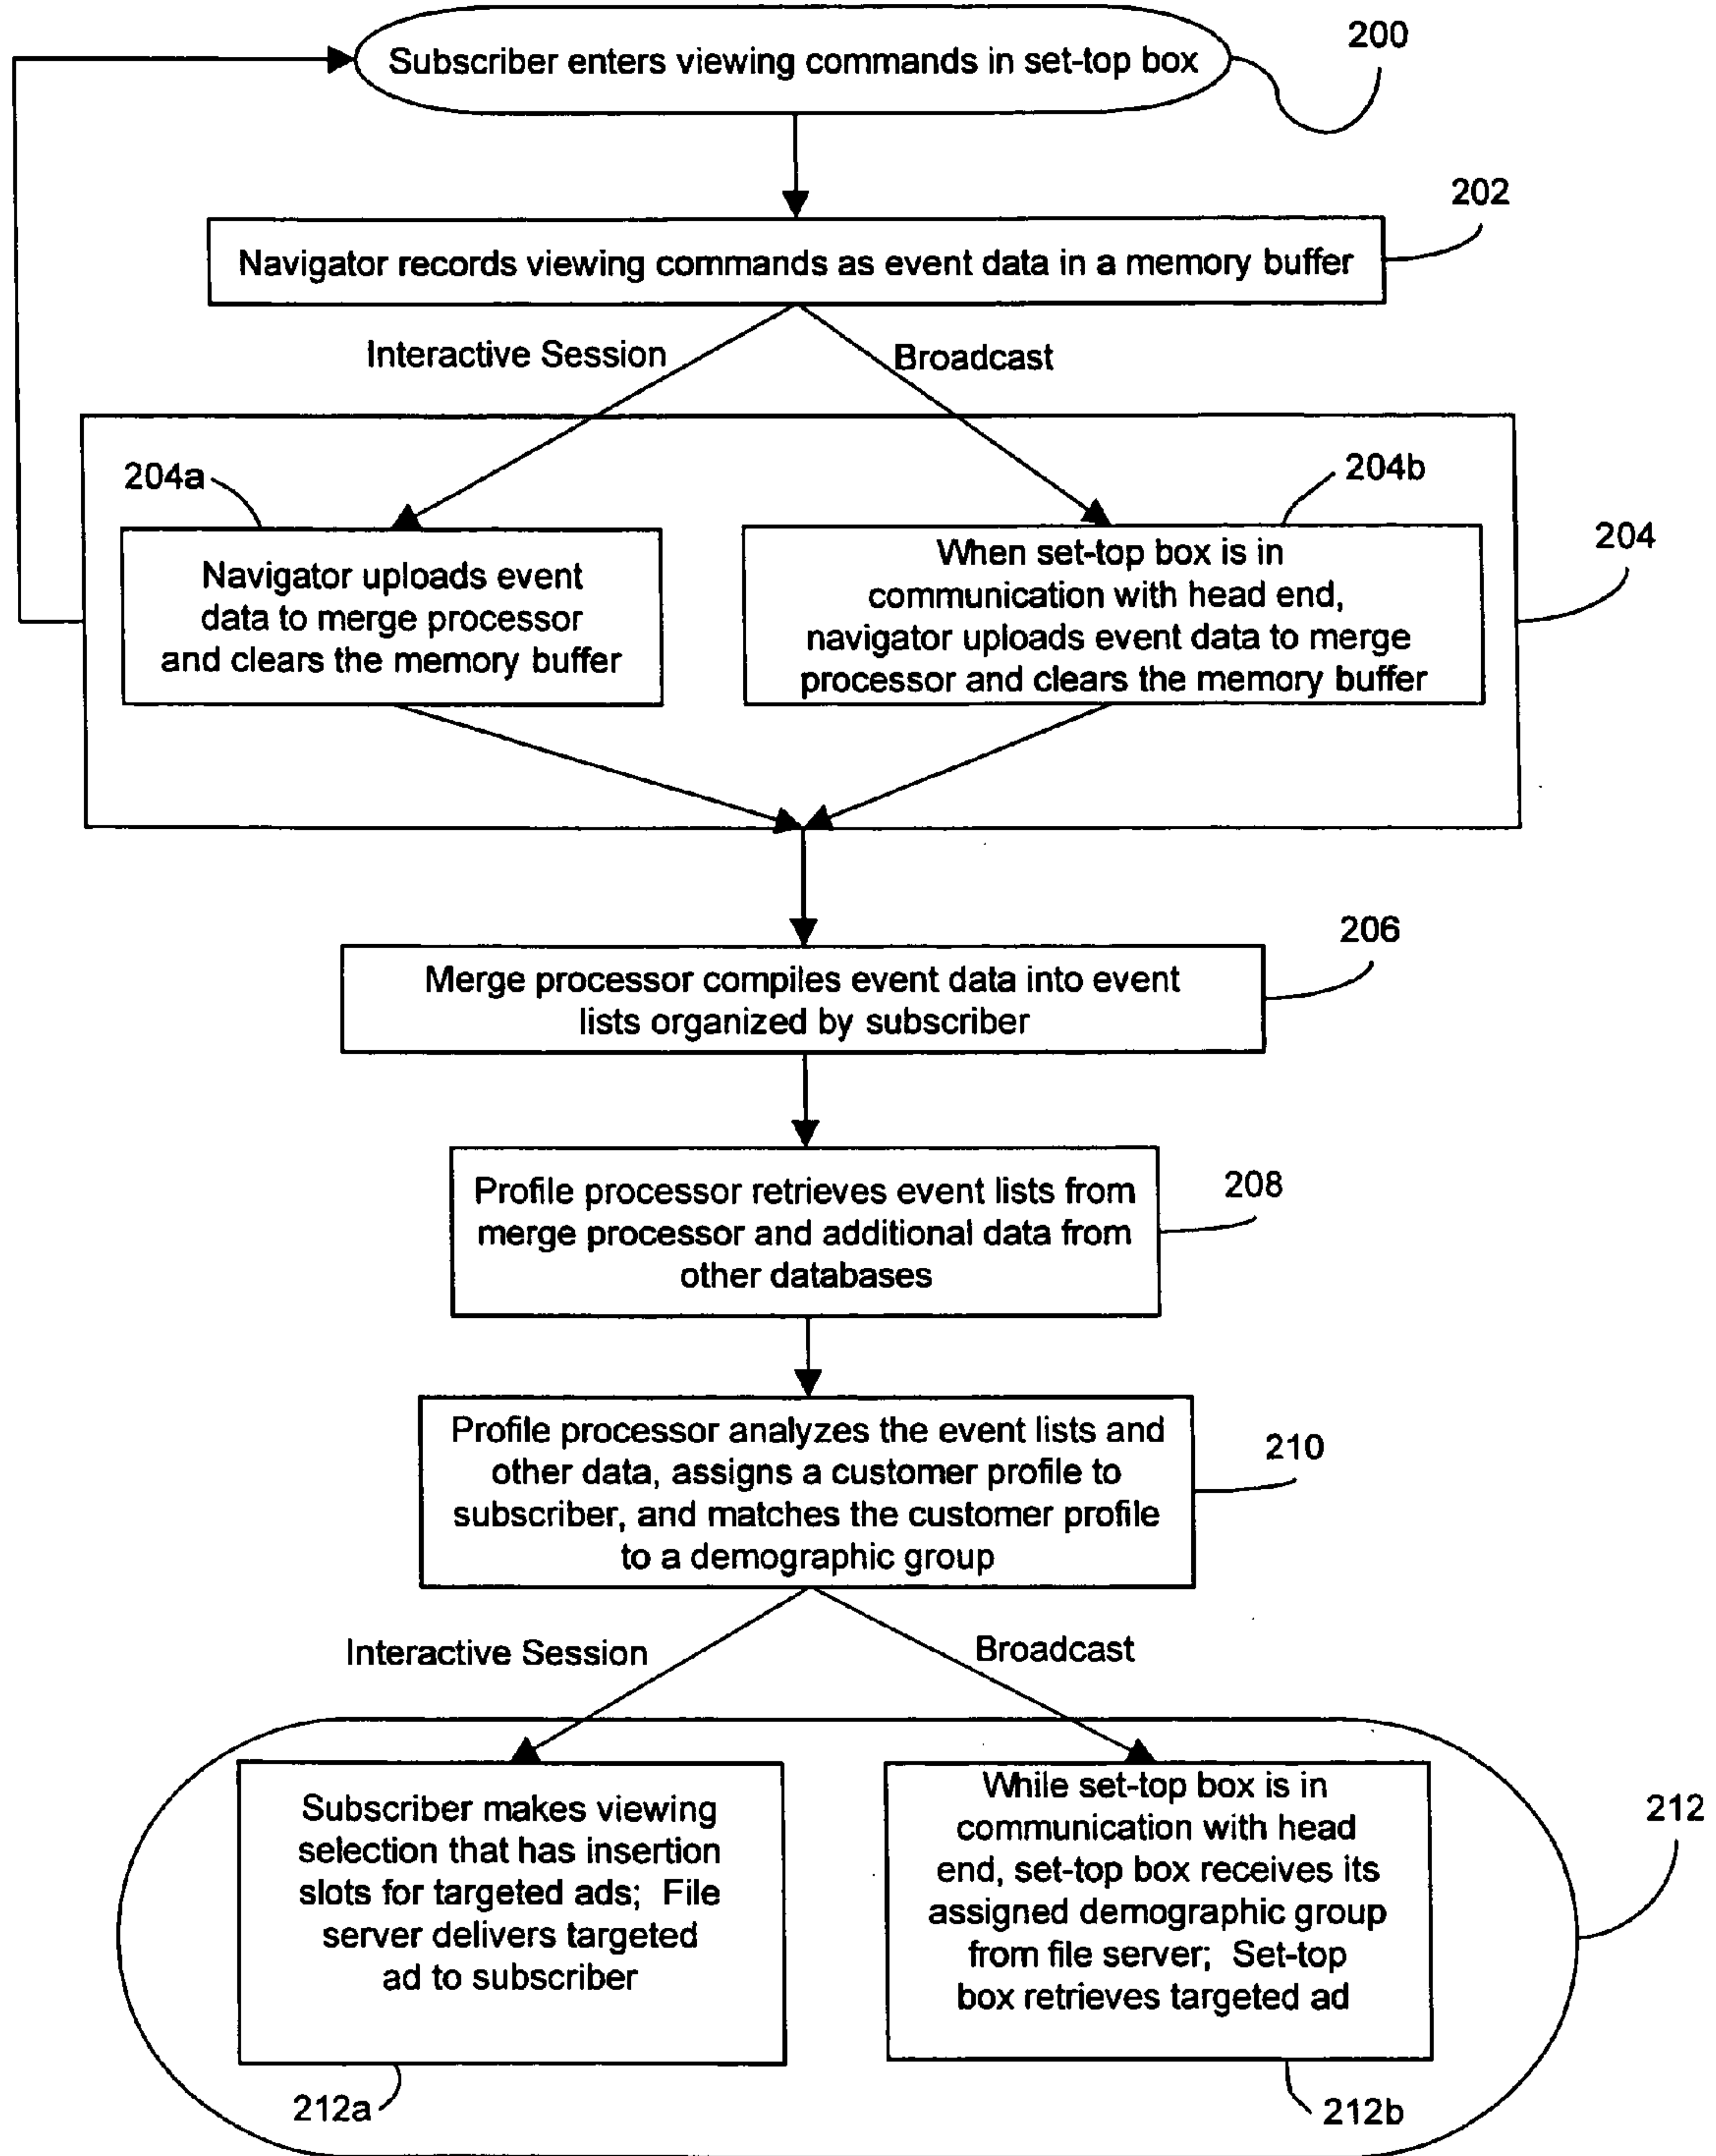 Subscriber enters viewing commands in set-top box
200
202
Navigator records viewing commands as event data in a memory buffer
Interactive Session
Broadcast
204a
204b
204
Navigator uploads event
data to merge processor
and clears the memory buffer
When set-top box is in
communication with head end,
navigator uploads event data to merge
processor and clears the memory buffer
206
Merge processor compiles event data into event
lists organized by subscriber
208
Profile processor retrieves event lists from
merge processor and additional data from
other databases
210
Profile processor analyzes the event lists and
other data, assigns a customer profile to
subscriber, and matches the customer profile
to a demographic group
Interactive Session
Broadcast
212
Subscriber makes viewing
selection that has insertion
slots for targeted ads; File
server delivers targeted
ad to subscriber
While set-top box is in
communication with head
end, set-top box receives its
assigned demographic group
from file server; Set-top
box retrieves targeted ad
212a
212b